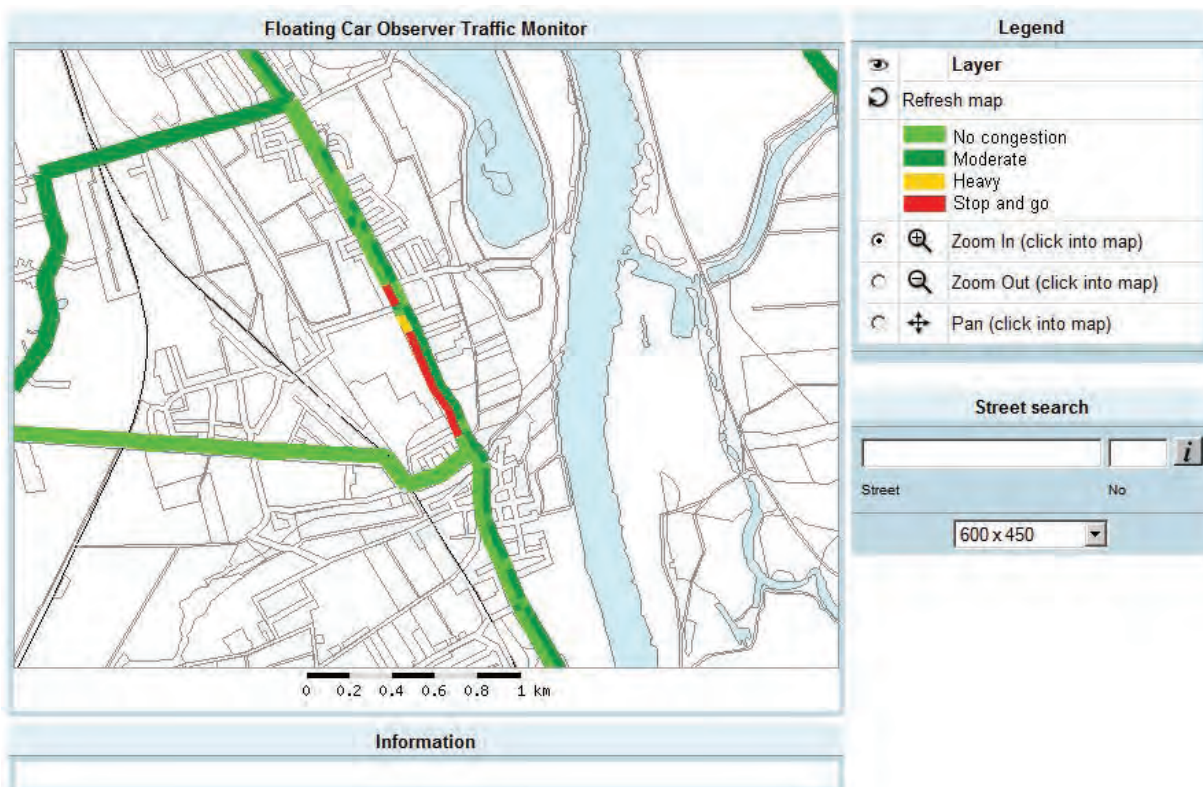 Floating Car Observer Traffic Monitor
0 0.2 0.4 0.6 0.8 1 km
Information
Legend
Layer
Refresh map
No congestion
Moderate
Heavy
Stop and go
Zoom In (click into map)
Zoom Out (click into map)
Pan (click into map)
Street search
i
Street No
600 x 450